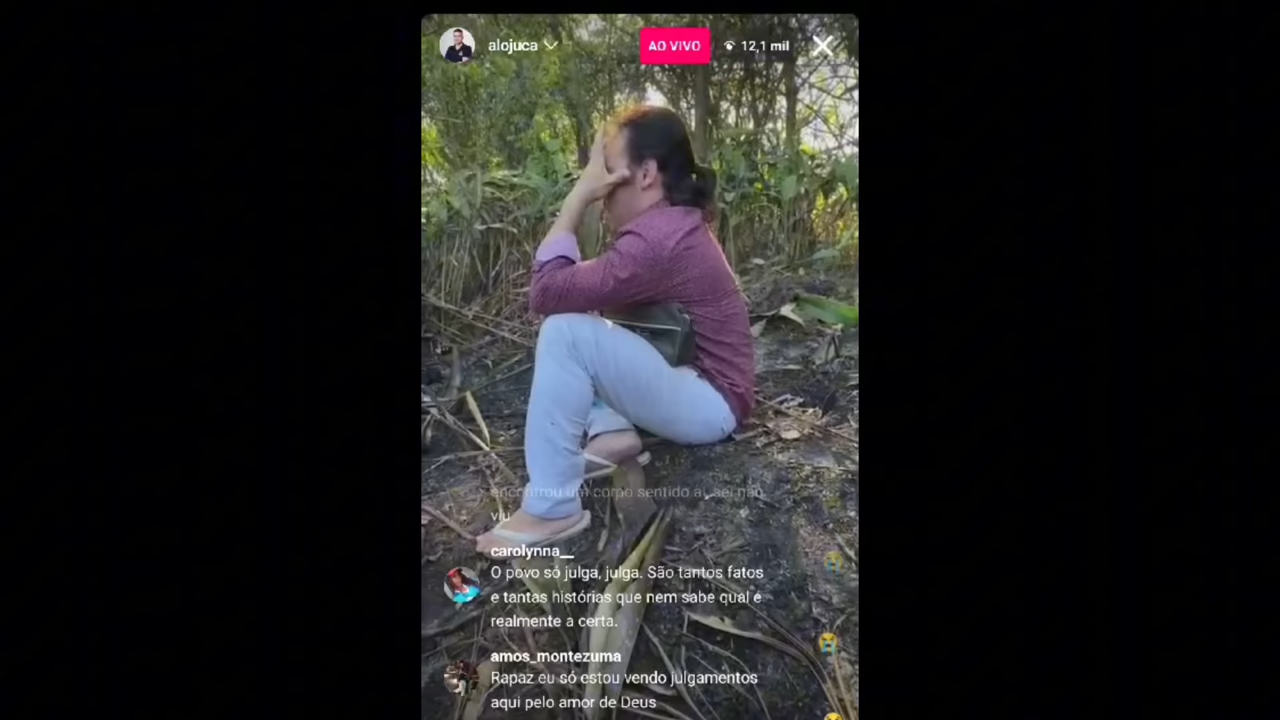 alojuca
AO VIVO
12,1 mil
encontrou um corpo sentido aí, sei não
viu
carolynna__
O povo só julga, julga. São tantos fatos
e tantas histórias que nem sabe qual é
realmente a certa.
amos_montezuma
Rapaz eu só estou vendo julgamentos
aqui pelo amor de Deus